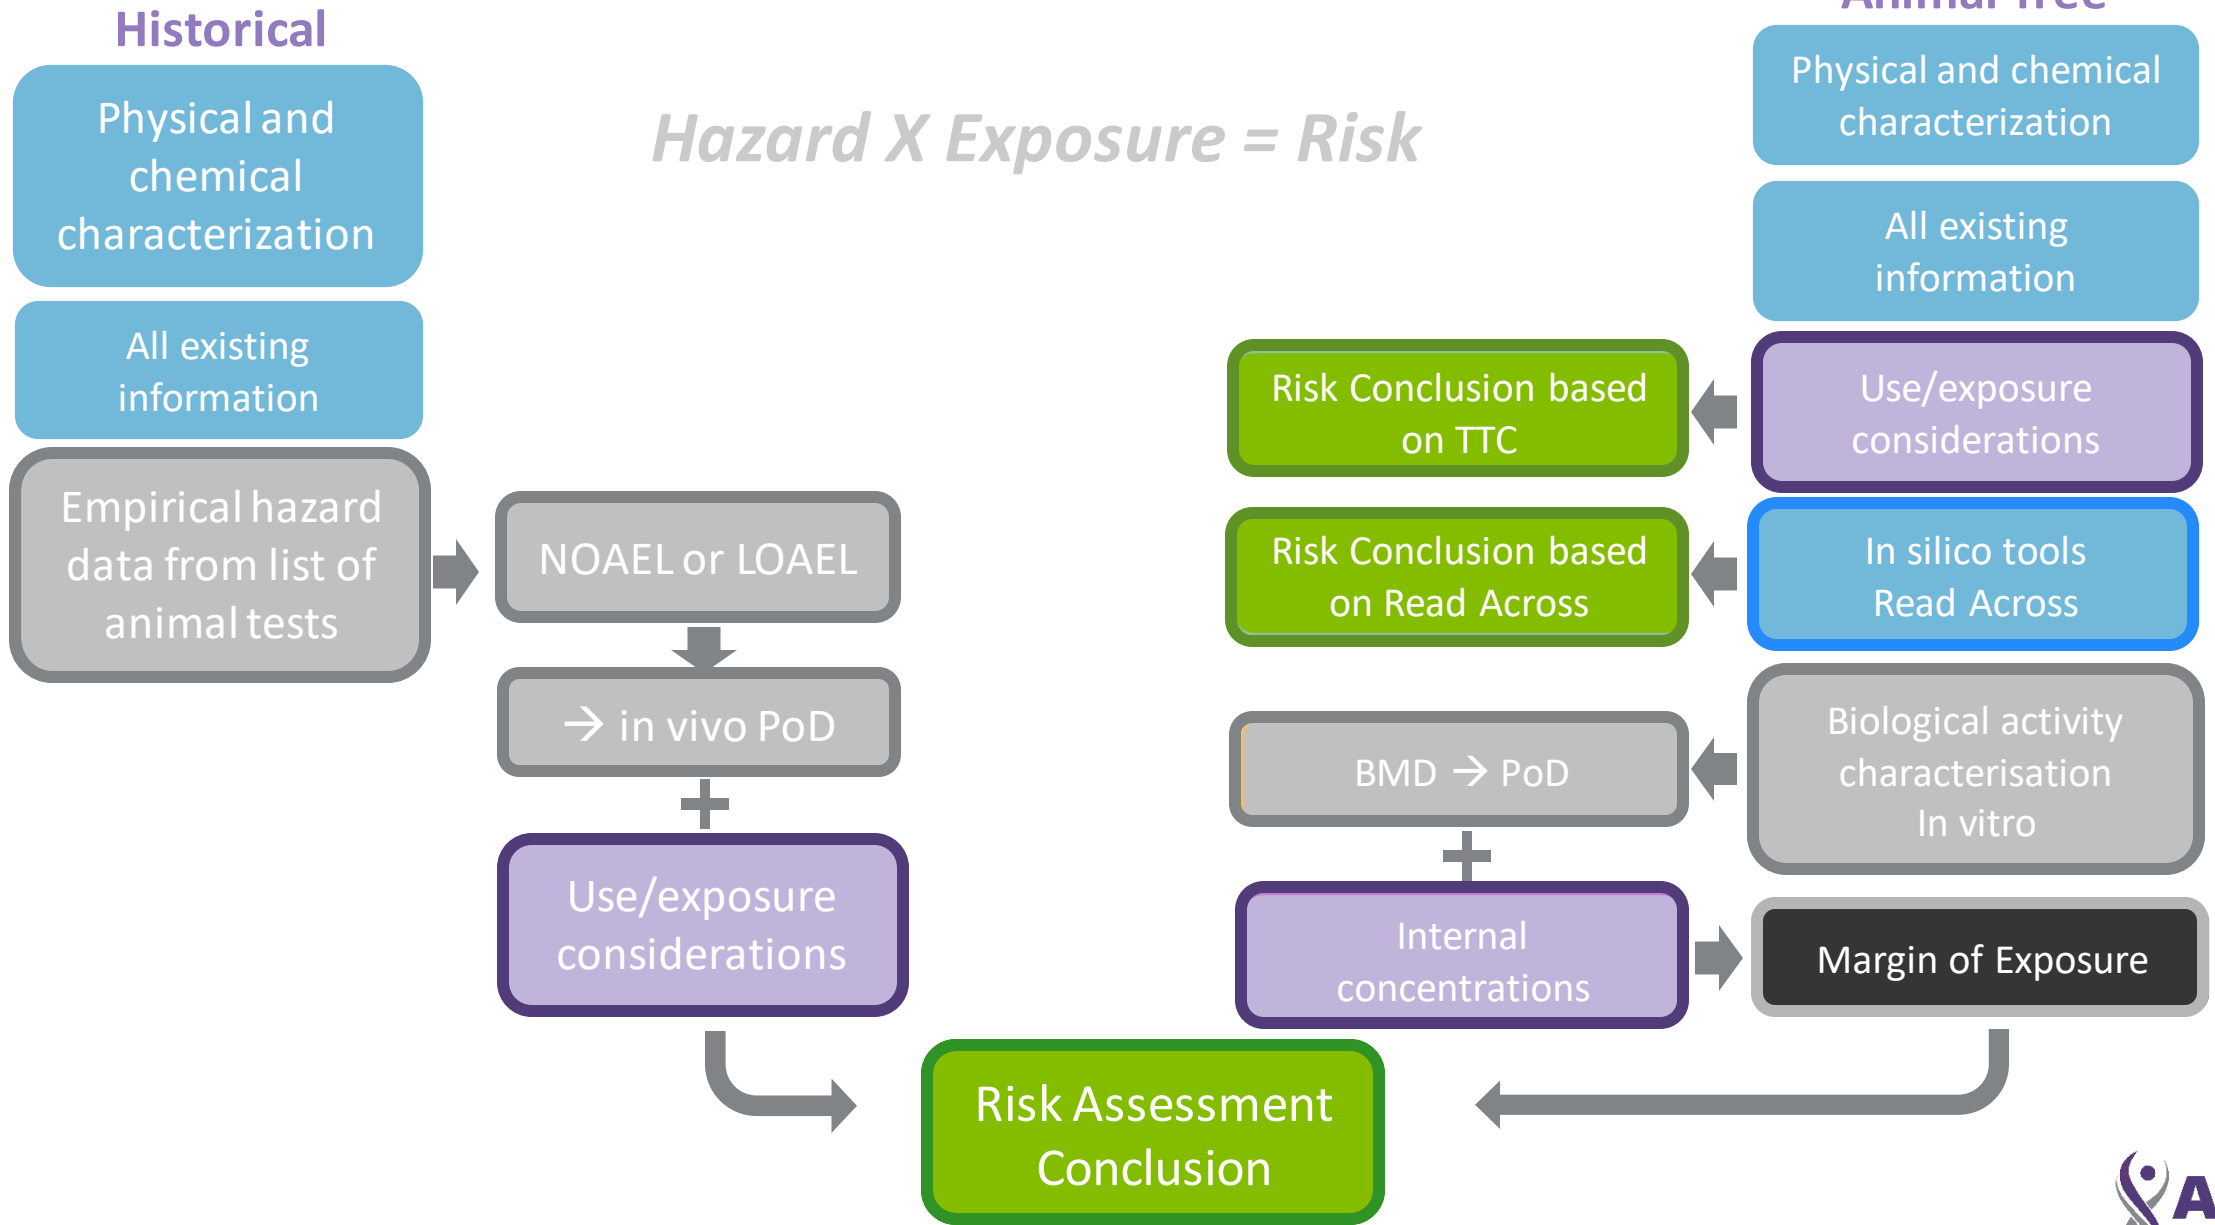 Historical
Physical and
chemical
characterization
All existing
information
Empirical hazard
data from list of
animal tests
NOAEL or LOAEL
→ in vivo PoD
+
Use/exposure
considerations
Hazard X Exposure = Risk
Animal free
Physical and chemical
characterization
All existing
information
Use/exposure
considerations
Risk Conclusion based
on TTC
In silico tools
Read Across
Risk Conclusion based
on Read Across
Biological activity
characterisation
In vitro
BMD → PoD
+
Internal
concentrations
Margin of Exposure
Risk Assessment
Conclusion
A